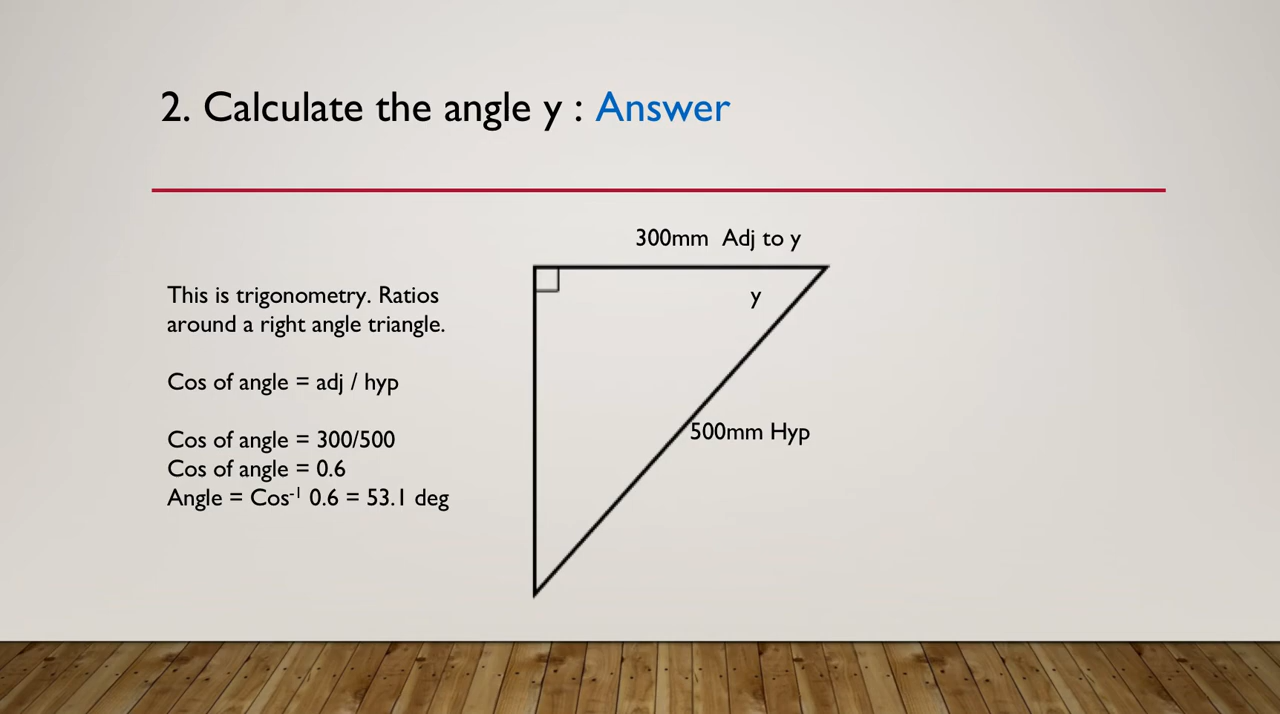 2. Calculate the angle y : Answer
300mm  Adj to y
This is trigonometry. Ratios
around a right angle triangle.
y
Cos of angle = adj / hyp
500mm Hyp
Cos of angle = 300/500
Cos of angle = 0.6
Angle = Cos⁻¹ 0.6 = 53.1 deg